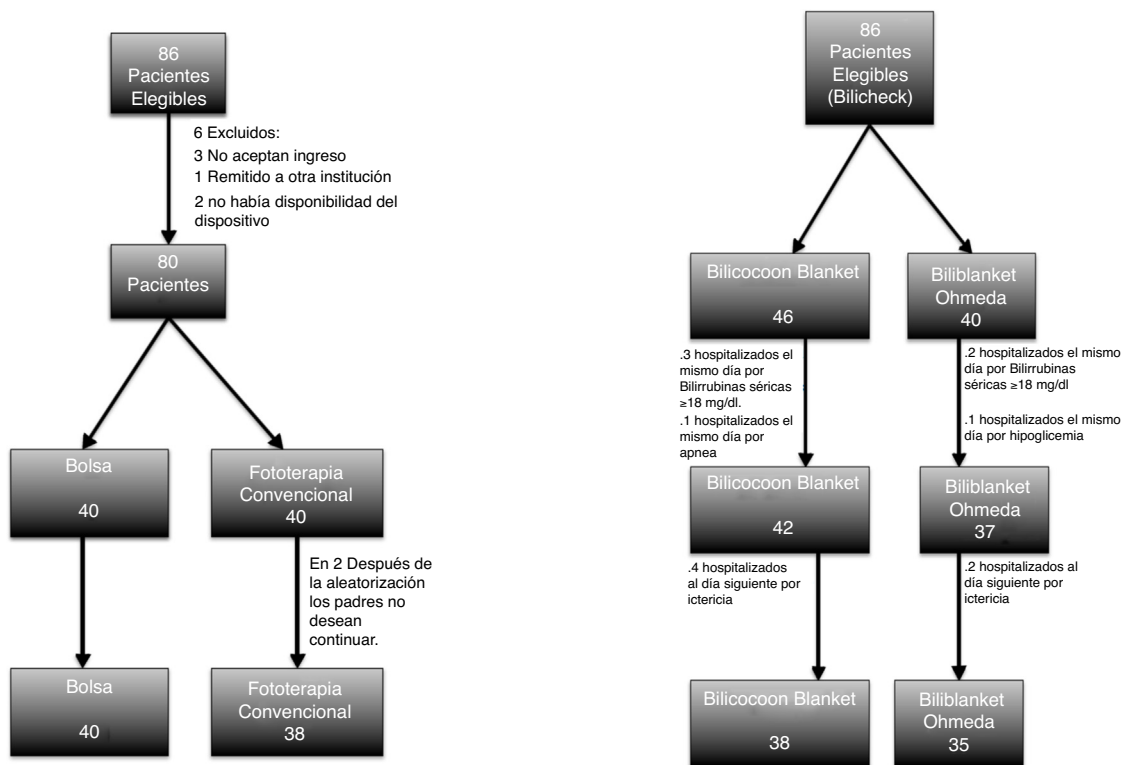 86
Pacientes
Elegibles
6 Excluidos:
3 No aceptan ingreso
1 Remitido a otra institución
2 no había disponibilidad del
dispositivo
80
Pacientes
Bolsa
40
Fototerapia
Convencional
40
En 2 Después de
la aleatorización
los padres no
desean
continuar.
Bolsa
40
Fototerapia
Convencional
38
86
Pacientes
Elegibles
(Bilicheck)
Bilicocoon Blanket
46
Biliblanket
Ohmeda
40
.3 hospitalizados el
mismo día por
Bilirrubinas séricas
≥18 mg/dl.
.1 hospitalizados el
mismo día por
apnea
.2 hospitalizados el mismo
día por Bilirrubinas
séricas ≥18 mg/dl
.1 hospitalizados el mismo
día por hipoglicemia
Bilicocoon Blanket
42
Biliblanket
Ohmeda
37
.4 hospitalizados
al día siguiente por
ictericia
.2 hospitalizados al
día siguiente por
ictericia
Bilicocoon Blanket
38
Biliblanket
Ohmeda
35